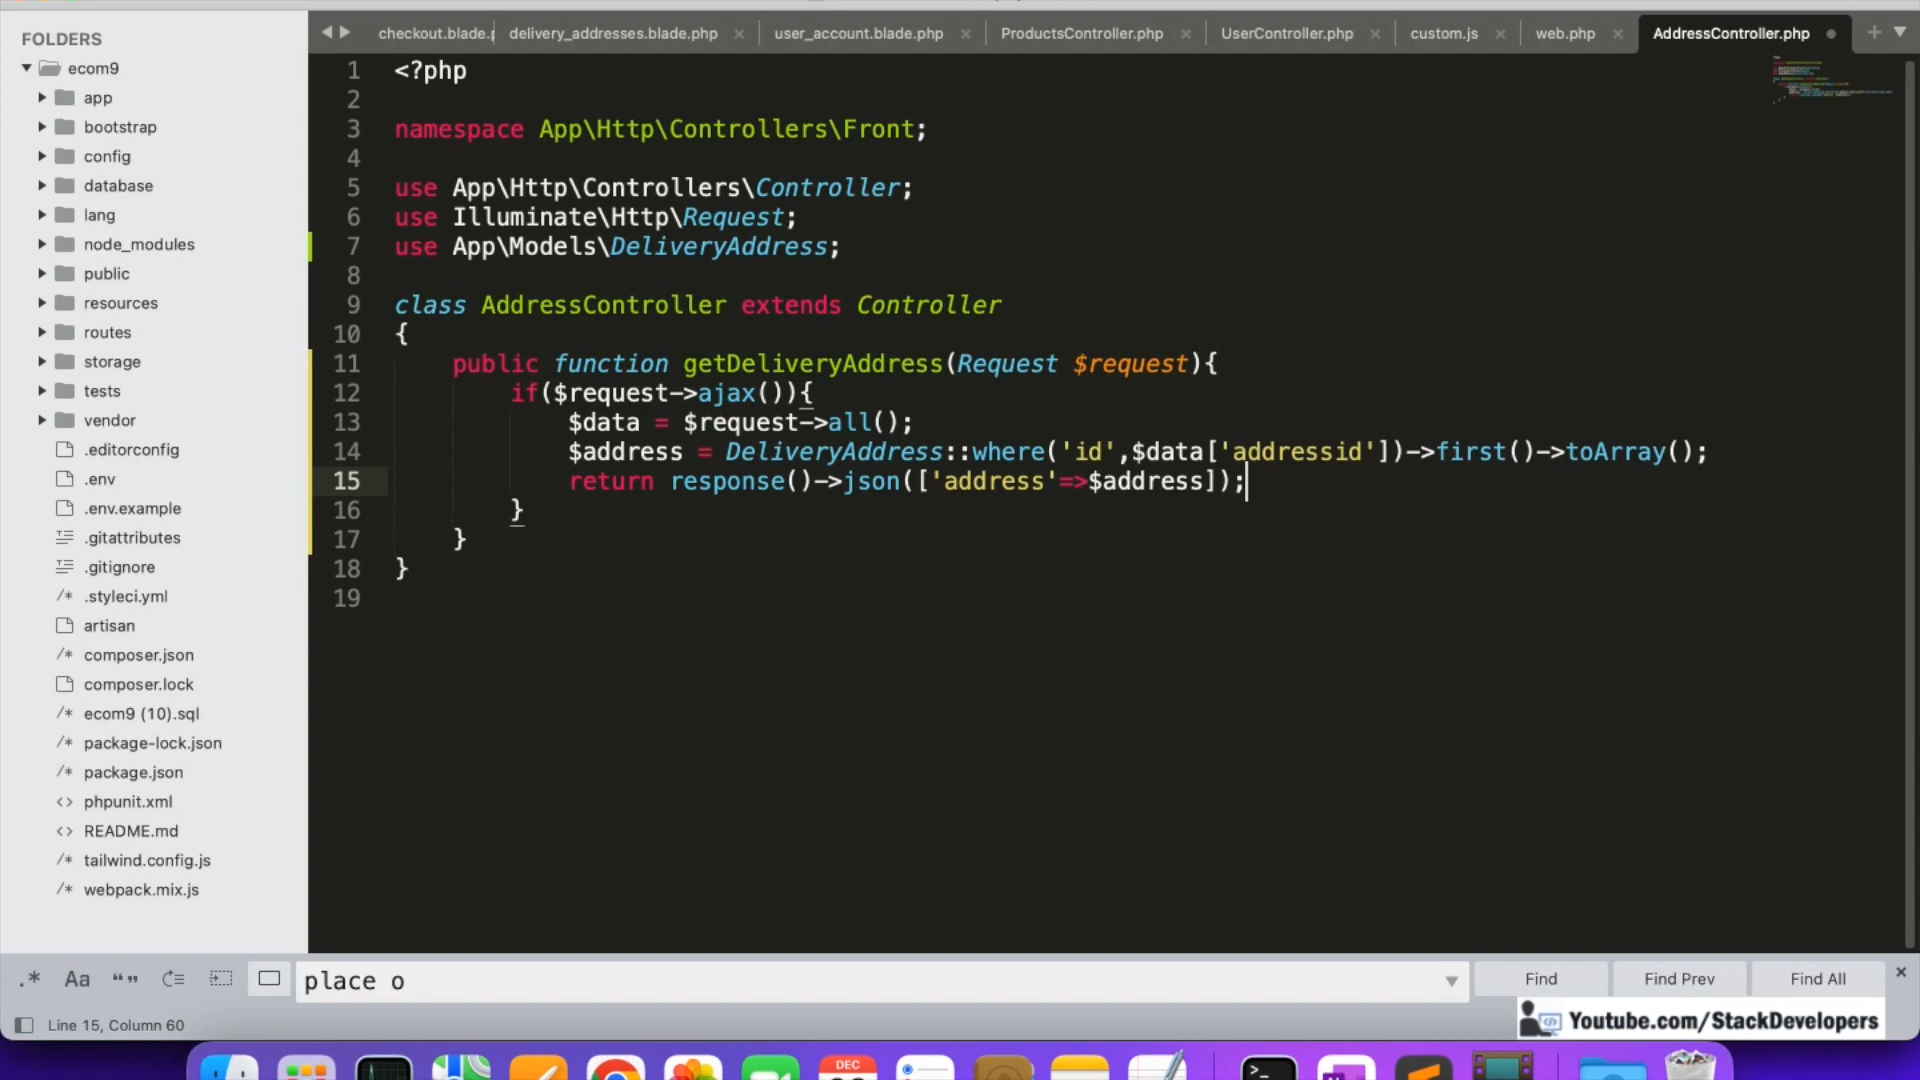 FOLDERS
ecom9
app
bootstrap
config
database
lang
node_modules
public
resources
routes
storage
tests
vendor
.editorconfig
.env
.env.example
.gitattributes
.gitignore
.styleci.yml
artisan
composer.json
composer.lock
ecom9 (10).sql
package-lock.json
package.json
phpunit.xml
README.md
tailwind.config.js
webpack.mix.js
checkout.blade.p delivery_addresses.blade.php user_account.blade.php ProductsController.php UserController.php custom.js web.php AddressController.php
1 <?php
2
3 namespace App\Http\Controllers\Front;
4
5 use App\Http\Controllers\Controller;
6 use Illuminate\Http\Request;
7 use App\Models\DeliveryAddress;
8
9 class AddressController extends Controller
10 {
11 public function getDeliveryAddress(Request $request){
12 if($request->ajax()){
13 $data = $request->all();
14 $address = DeliveryAddress::where('id',$data['addressid'])->first()->toArray();
15 return response()->json(['address'=>$address]);
16 }
17 }
18 }
19
.* Aa “” place o Find Find Prev Find All
Line 15, Column 60
Youtube.com/StackDevelopers
DEC